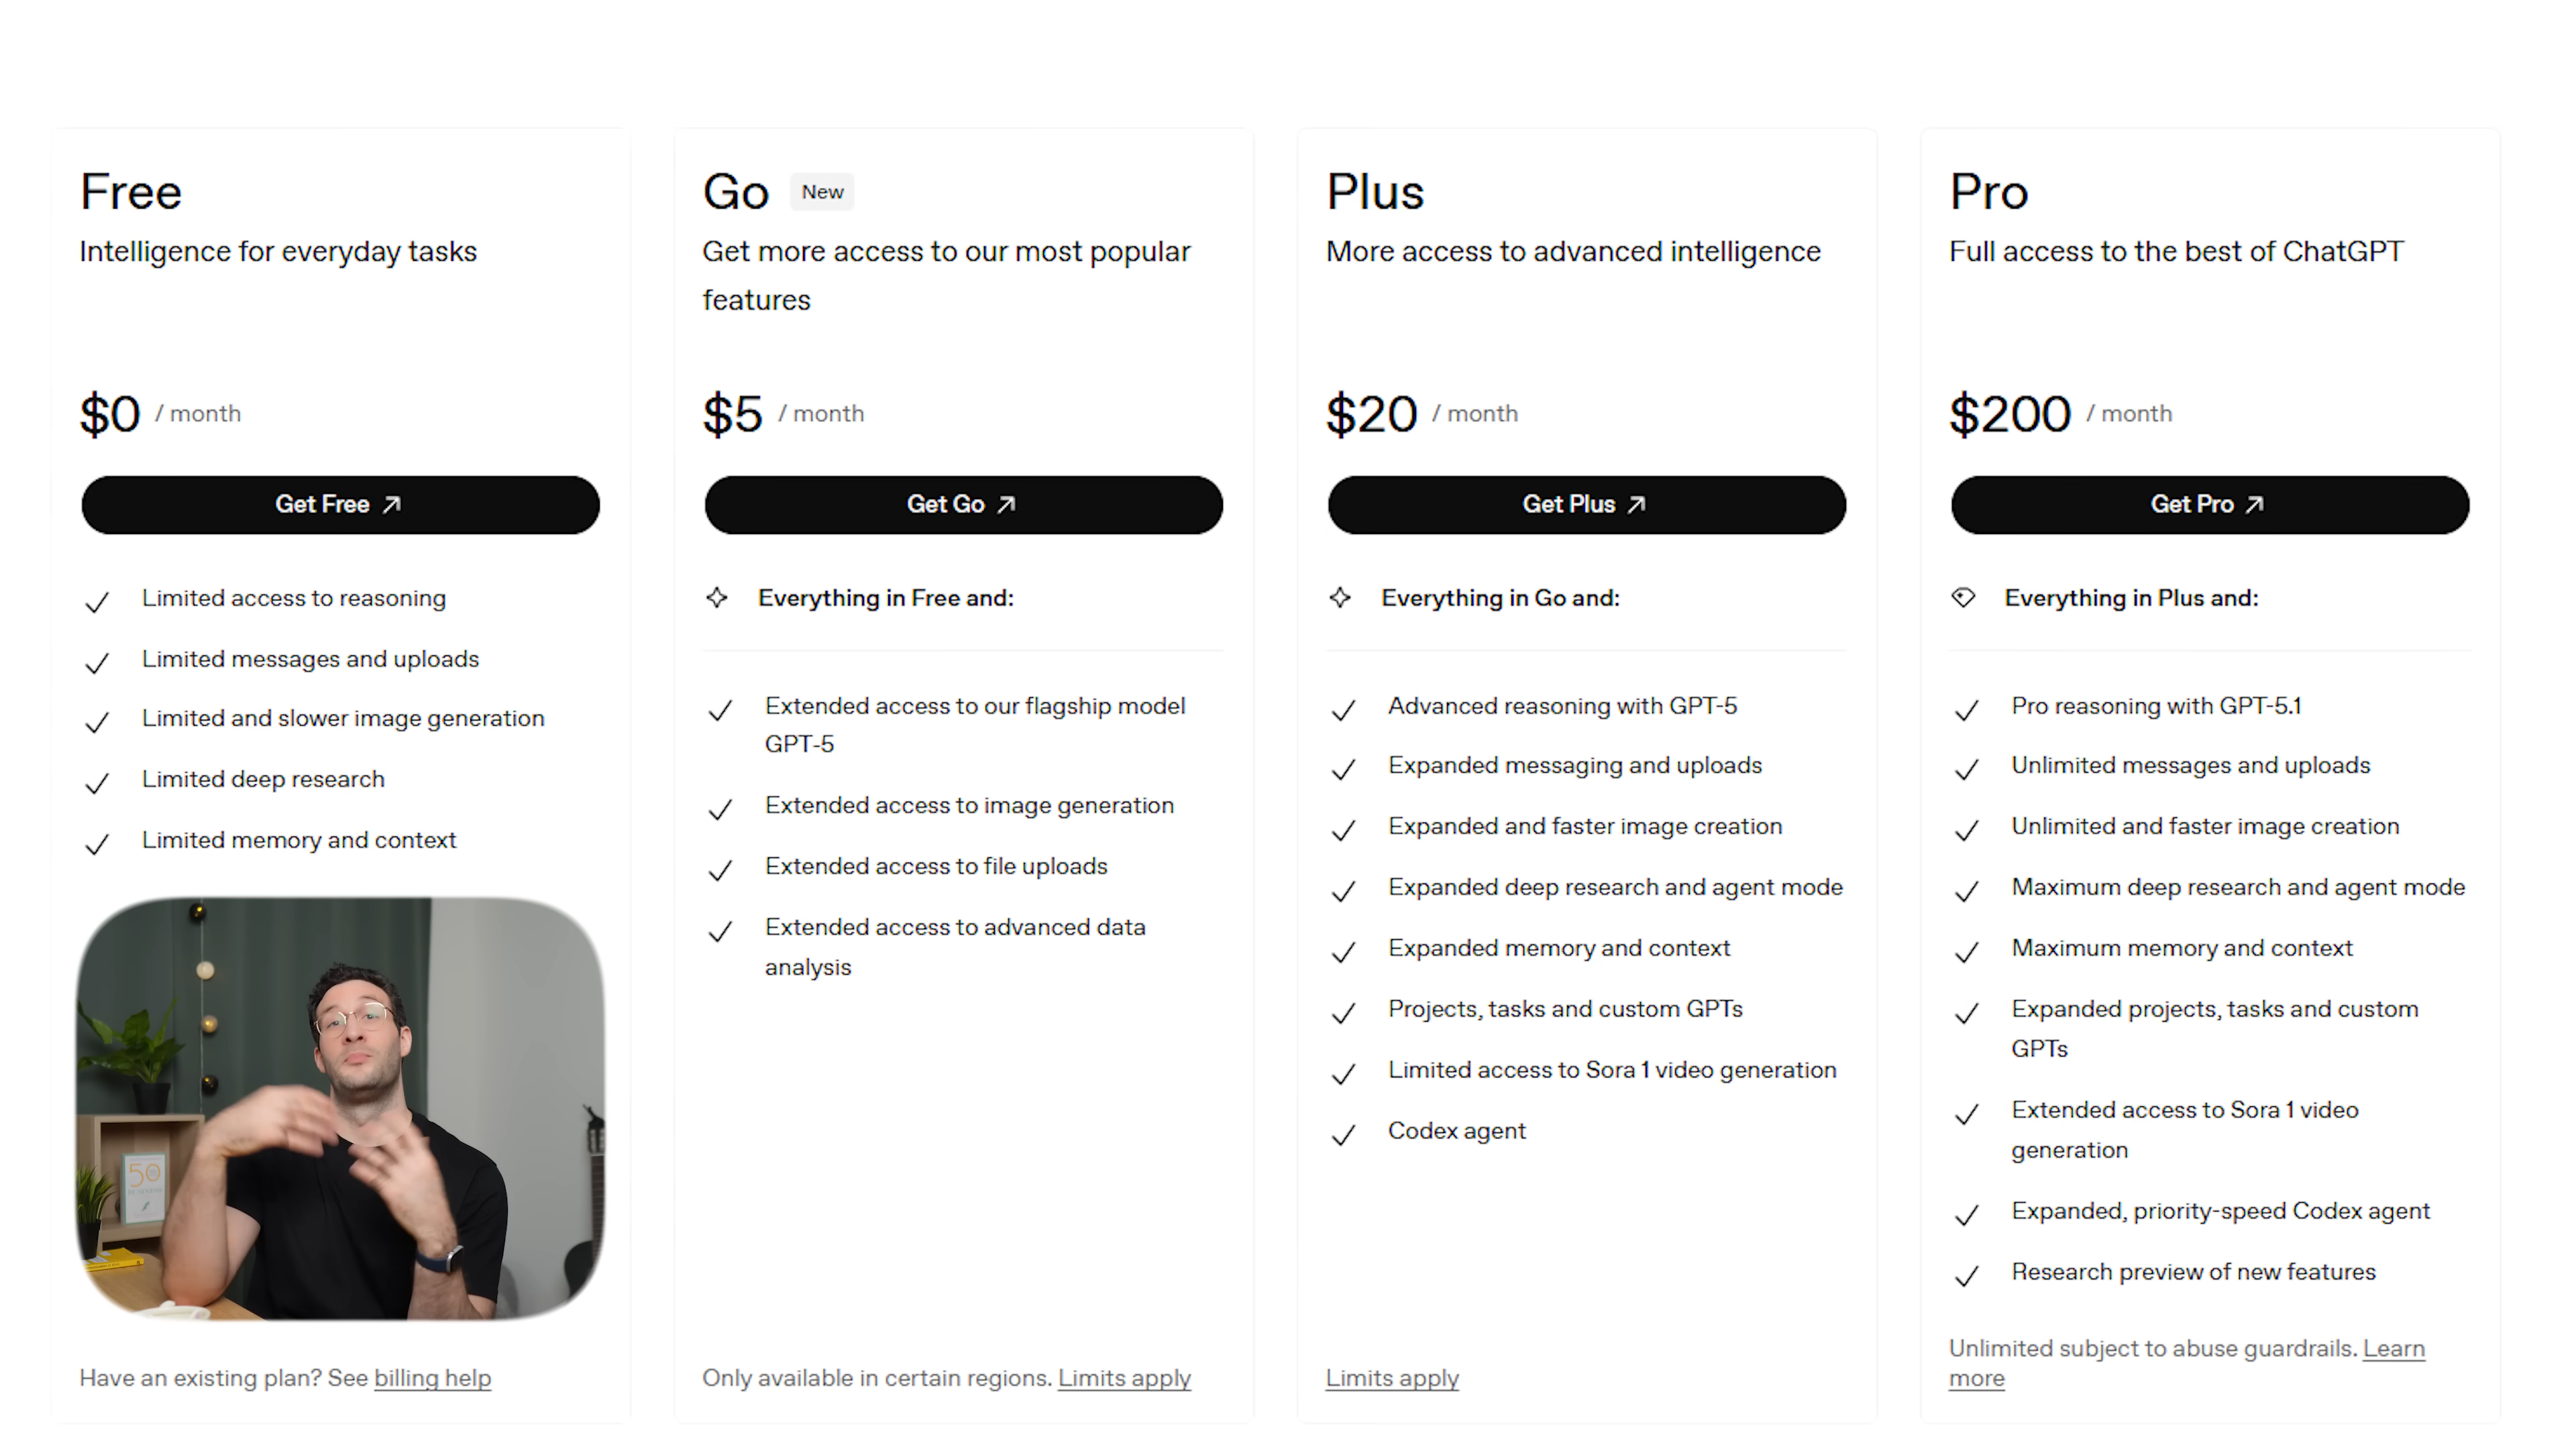 Free
Intelligence for everyday tasks
$0 / month
Get Free
Limited access to reasoning
Limited messages and uploads
Limited and slower image generation
Limited deep research
Limited memory and context
50
Have an existing plan? See billing help
Go New
Get more access to our most popular
features
$5 / month
Get Go
Everything in Free and:
Extended access to our flagship model
GPT-5
Extended access to image generation
Extended access to file uploads
Extended access to advanced data
analysis
Only available in certain regions. Limits apply
Plus
More access to advanced intelligence
$20 / month
Get Plus
Everything in Go and:
Advanced reasoning with GPT-5
Expanded messaging and uploads
Expanded and faster image creation
Expanded deep research and agent mode
Expanded memory and context
Projects, tasks and custom GPTs
Limited access to Sora 1 video generation
Codex agent
Limits apply
Pro
Full access to the best of ChatGPT
$200 / month
Get Pro
Everything in Plus and:
Pro reasoning with GPT-5.1
Unlimited messages and uploads
Unlimited and faster image creation
Maximum deep research and agent mode
Maximum memory and context
Expanded projects, tasks and custom
GPTs
Extended access to Sora 1 video
generation
Expanded, priority-speed Codex agent
Research preview of new features
Unlimited subject to abuse guardrails. Learn
more